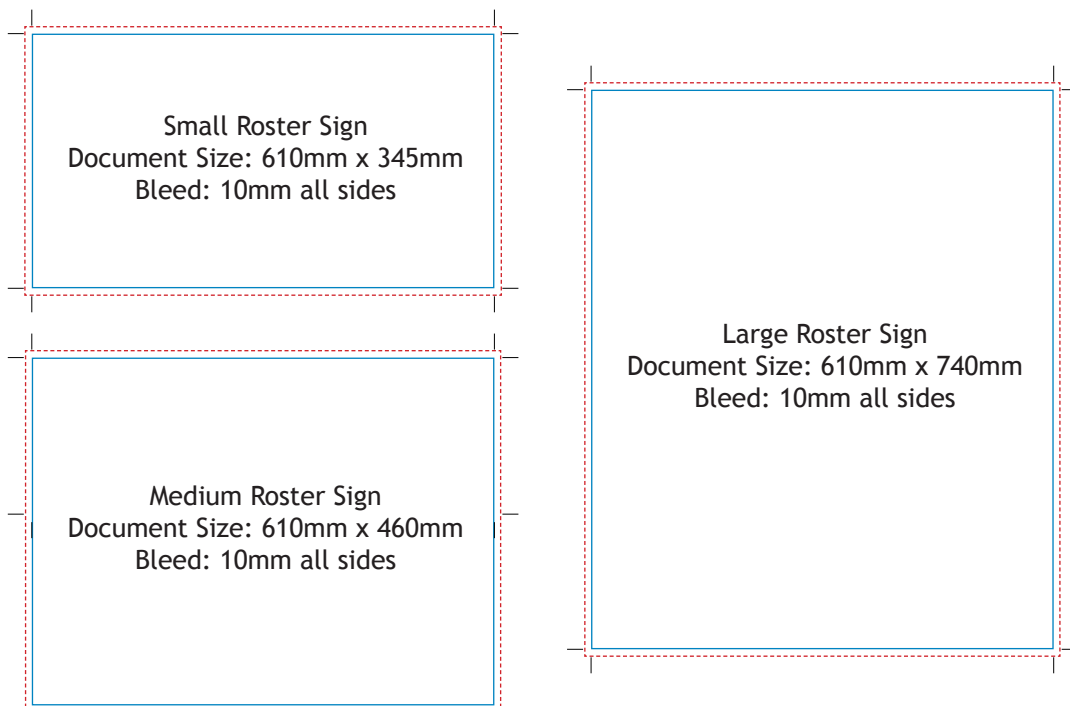 Small Roster Sign
Document Size: 610mm x 345mm
Bleed: 10mm all sides
Medium Roster Sign
Document Size: 610mm x 460mm
Bleed: 10mm all sides
Large Roster Sign
Document Size: 610mm x 740mm
Bleed: 10mm all sides